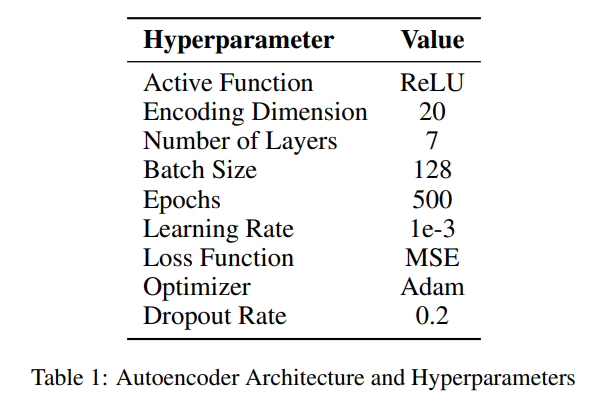 Hyperparameter Value
Active Function ReLU
Encoding Dimension 20
Number of Layers 7
Batch Size 128
Epochs 500
Learning Rate 1e-3
Loss Function MSE
Optimizer Adam
Dropout Rate 0.2
Table 1: Autoencoder Architecture and Hyperparameters